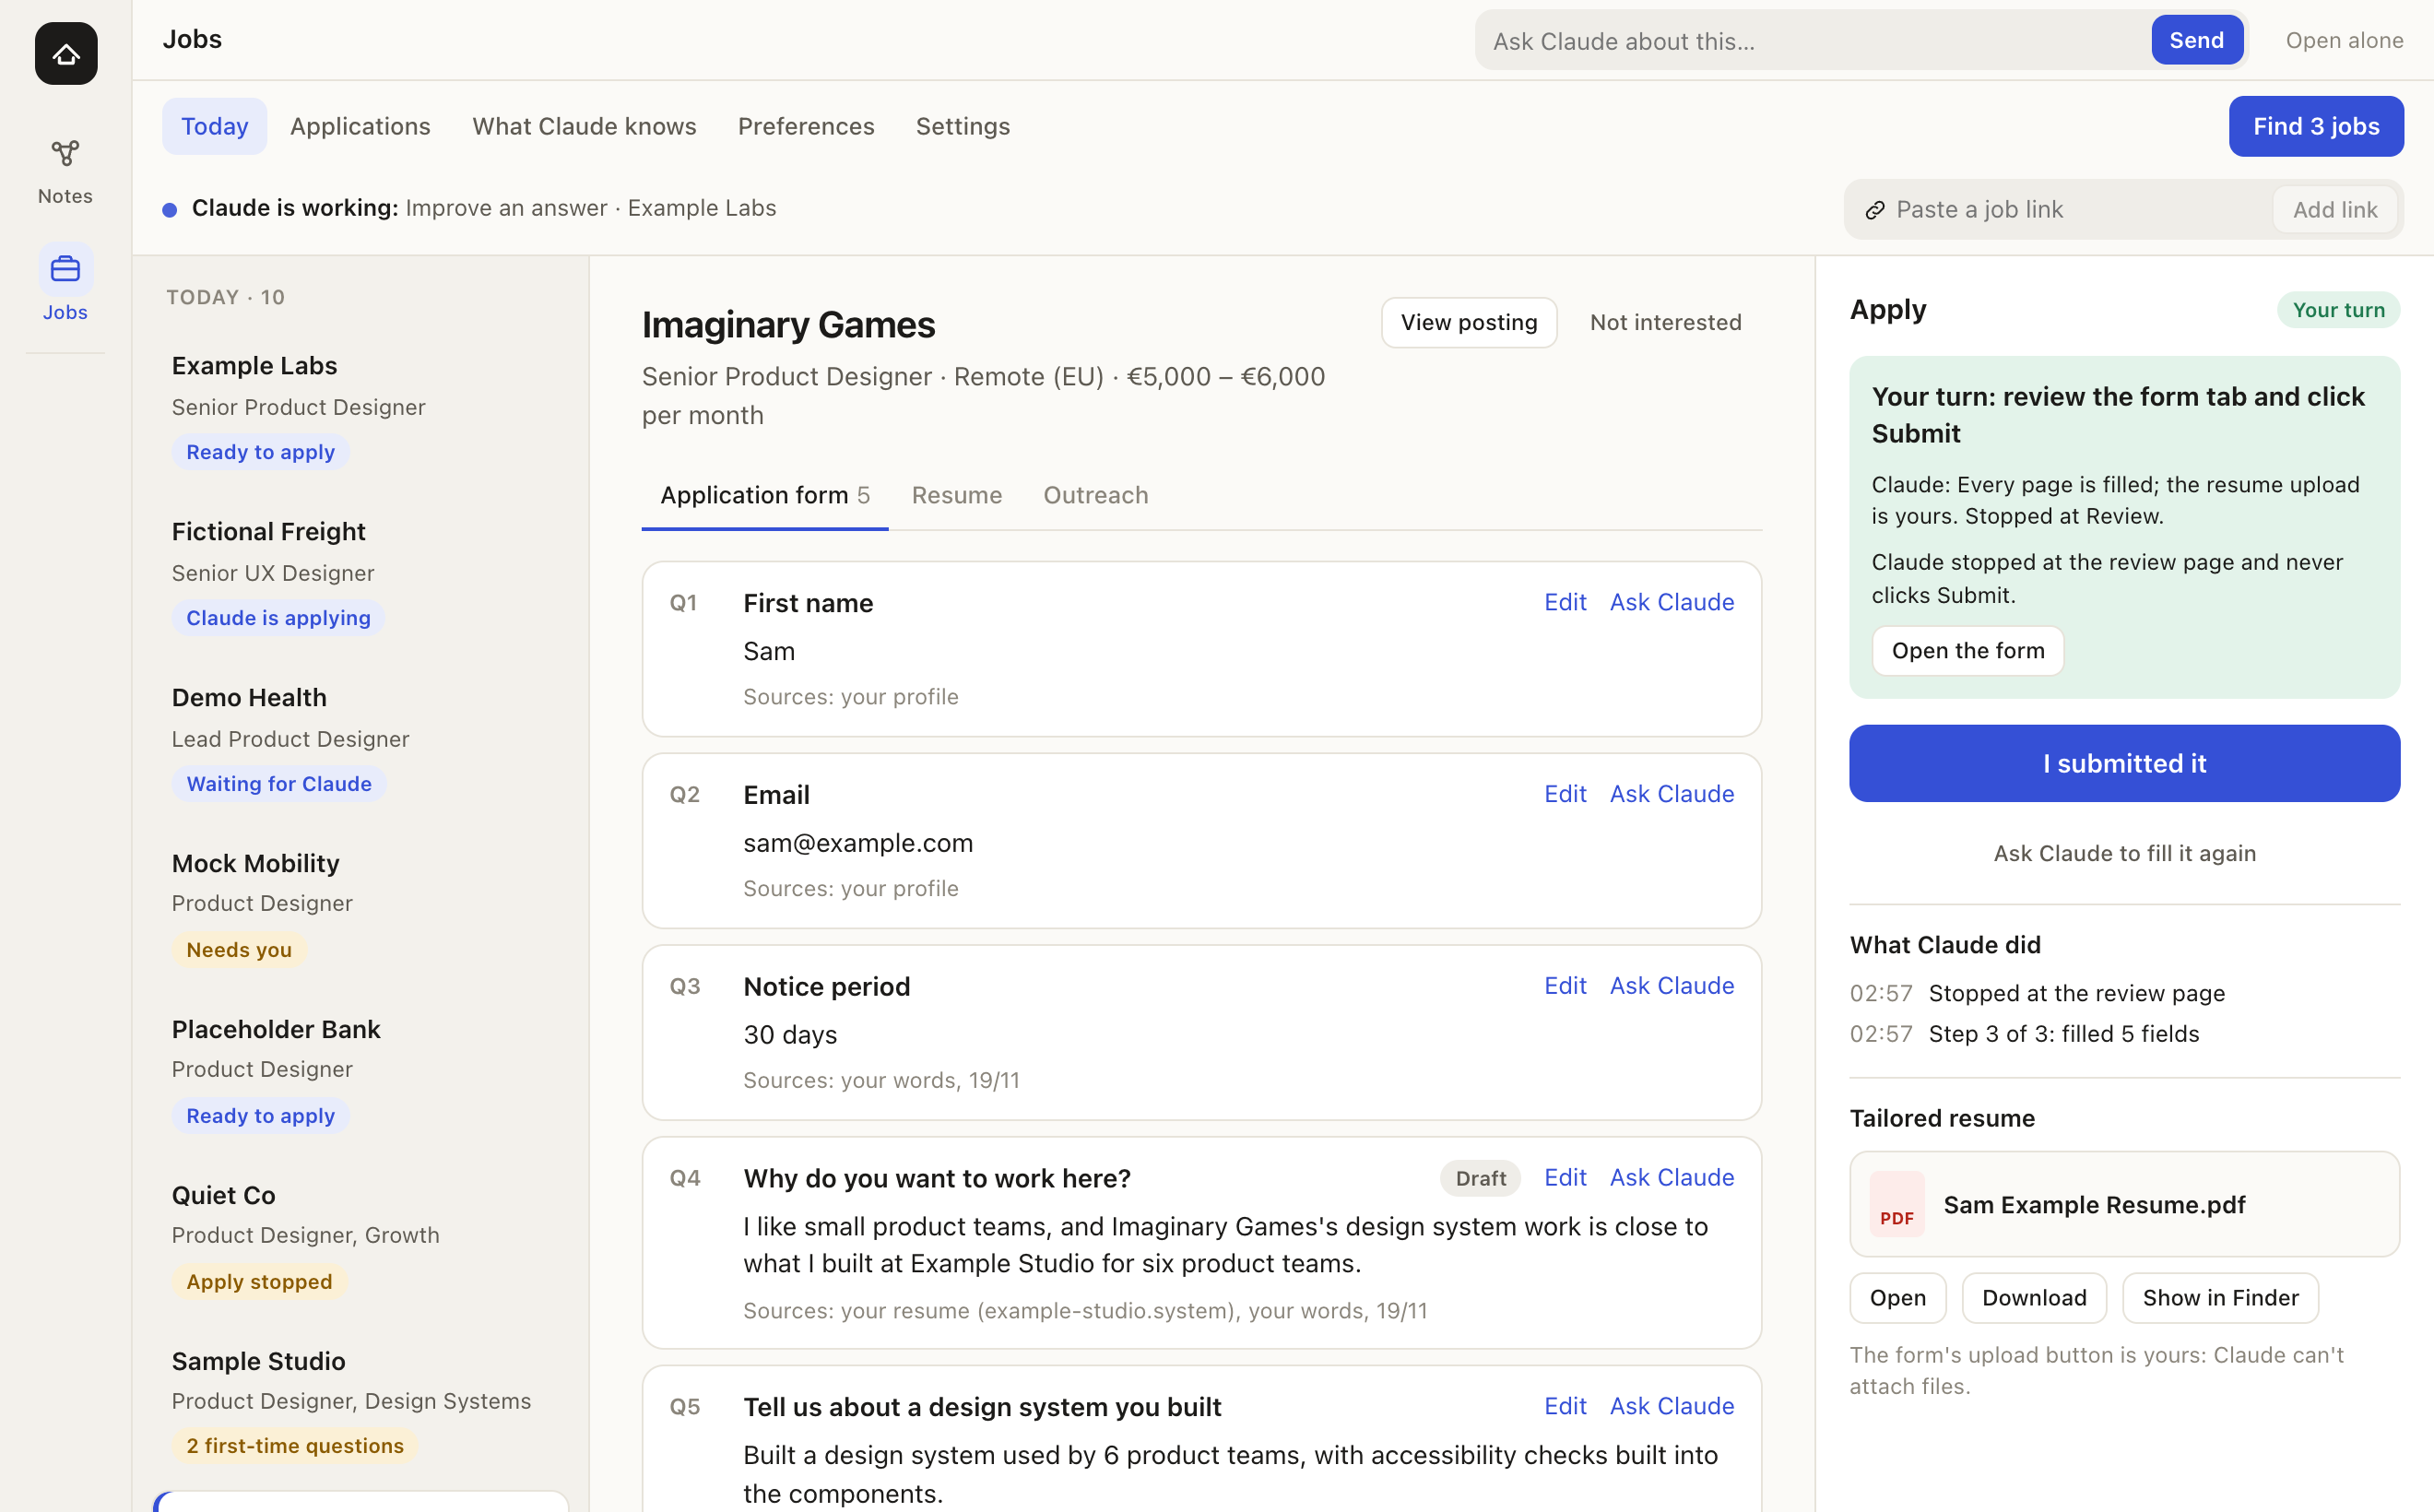 Jobs
Ask Claude about this...
Send
Open alone
Notes
Jobs
Today
Applications
What Claude knows
Preferences
Settings
Find 3 jobs
Claude is working: Improve an answer · Example Labs
Paste a job link
Add link
TODAY · 10
Example Labs
Senior Product Designer
Ready to apply
Fictional Freight
Senior UX Designer
Claude is applying
Demo Health
Lead Product Designer
Waiting for Claude
Mock Mobility
Product Designer
Needs you
Placeholder Bank
Product Designer
Ready to apply
Quiet Co
Product Designer, Growth
Apply stopped
Sample Studio
Product Designer, Design Systems
2 first-time questions
Imaginary Games
View posting
Not interested
Senior Product Designer · Remote (EU) · €5,000 – €6,000
per month
Application form 5
Resume
Outreach
Q1
First name
Edit
Ask Claude
Sam
Sources: your profile
Q2
Email
Edit
Ask Claude
sam@example.com
Sources: your profile
Q3
Notice period
Edit
Ask Claude
30 days
Sources: your words, 19/11
Q4
Why do you want to work here?
Draft
Edit
Ask Claude
I like small product teams, and Imaginary Games's design system work is close to
what I built at Example Studio for six product teams.
Sources: your resume (example-studio.system), your words, 19/11
Q5
Tell us about a design system you built
Edit
Ask Claude
Built a design system used by 6 product teams, with accessibility checks built into
the components.
Apply
Your turn
Your turn: review the form tab and click
Submit
Claude: Every page is filled; the resume upload
is yours. Stopped at Review.
Claude stopped at the review page and never
clicks Submit.
Open the form
I submitted it
Ask Claude to fill it again
What Claude did
02:57 Stopped at the review page
02:57 Step 3 of 3: filled 5 fields
Tailored resume
PDF
Sam Example Resume.pdf
Open
Download
Show in Finder
The form's upload button is yours: Claude can't
attach files.